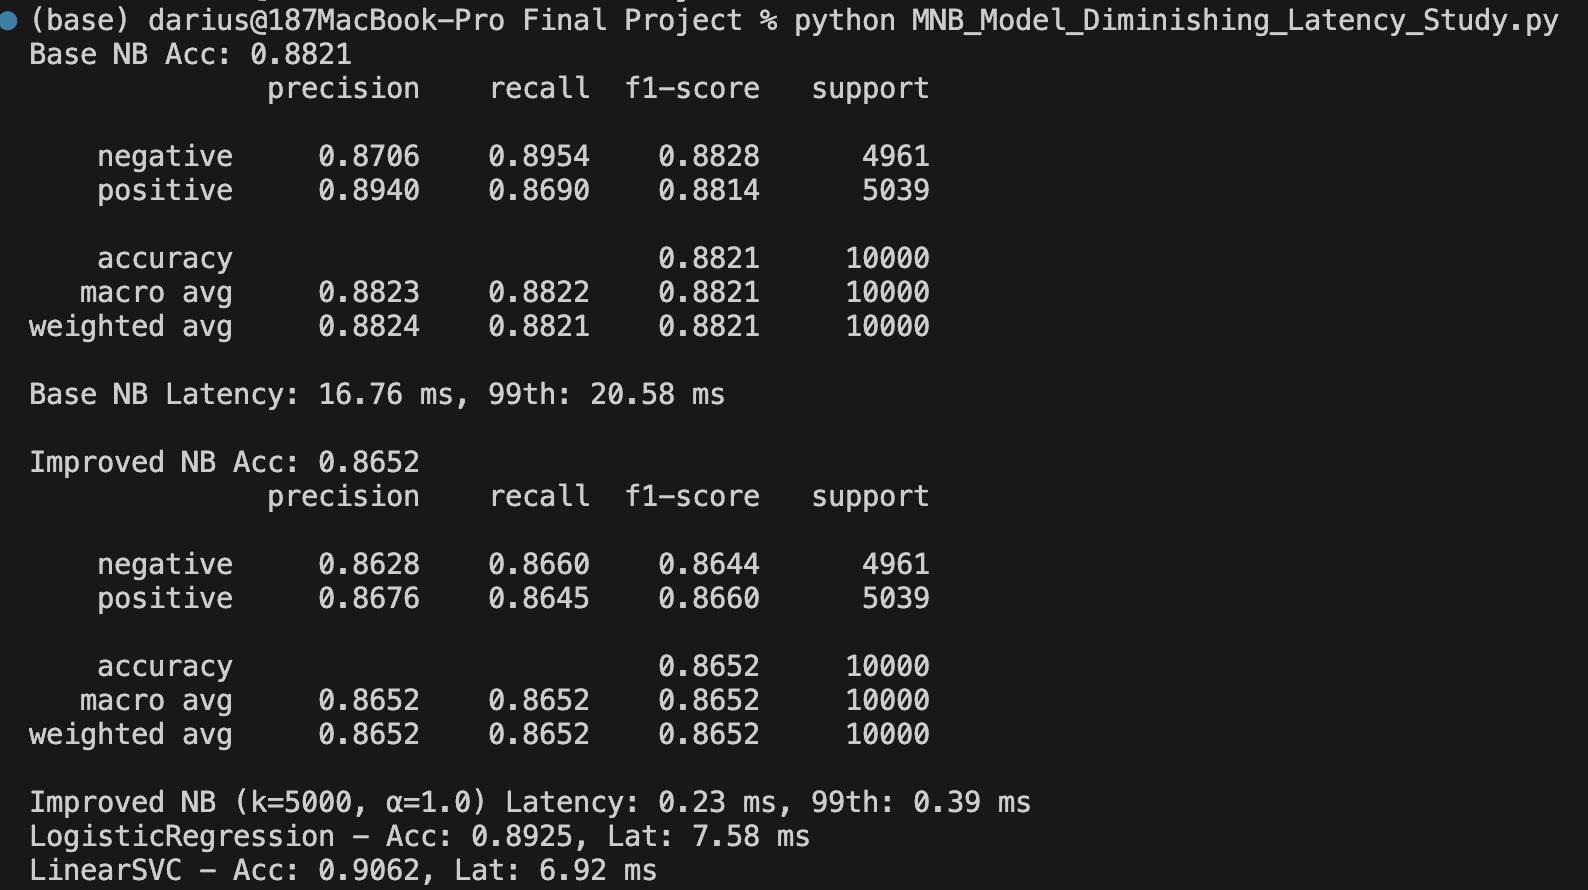 (base) darius@187MacBook-Pro Final Project % python MNB_Model_Diminishing_Latency_Study.py
Base NB Acc: 0.8821
precision recall f1-score support
negative 0.8706 0.8954 0.8828 4961
positive 0.8940 0.8690 0.8814 5039
accuracy 0.8821 10000
macro avg 0.8823 0.8822 0.8821 10000
weighted avg 0.8824 0.8821 0.8821 10000
Base NB Latency: 16.76 ms, 99th: 20.58 ms
Improved NB Acc: 0.8652
precision recall f1-score support
negative 0.8628 0.8660 0.8644 4961
positive 0.8676 0.8645 0.8660 5039
accuracy 0.8652 10000
macro avg 0.8652 0.8652 0.8652 10000
weighted avg 0.8652 0.8652 0.8652 10000
Improved NB (k=5000, α=1.0) Latency: 0.23 ms, 99th: 0.39 ms
LogisticRegression - Acc: 0.8925, Lat: 7.58 ms
LinearSVC - Acc: 0.9062, Lat: 6.92 ms